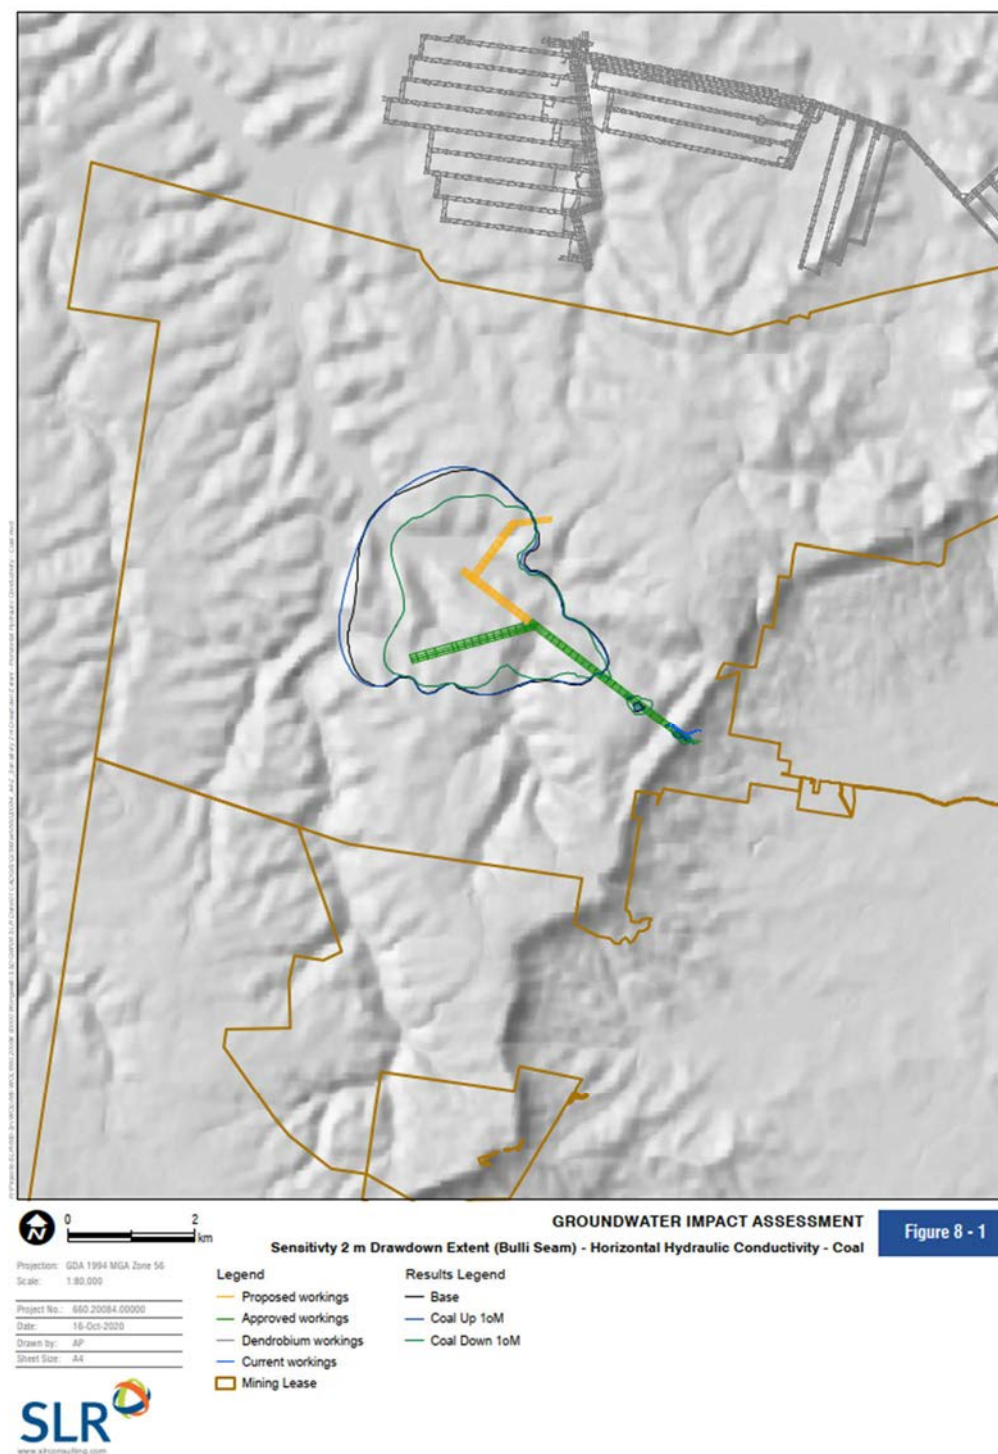 N
0 2
km
GROUNDWATER IMPACT ASSESSMENT
Sensitivty 2 m Drawdown Extent (Bulli Seam) - Horizontal Hydraulic Conductivity - Coal
Figure 8 - 1
Projection: GDA 1994 MGA Zone 56
Scale: 1:80,000
Project No.: 660.20084.00000
Date: 16-Oct-2020
Drawn by: AP
Sheet Size: A4
Legend
Proposed workings
Approved workings
Dendrobium workings
Current workings
Mining Lease
Results Legend
Base
Coal Up 1oM
Coal Down 1oM
SLR
www.slrconsulting.com